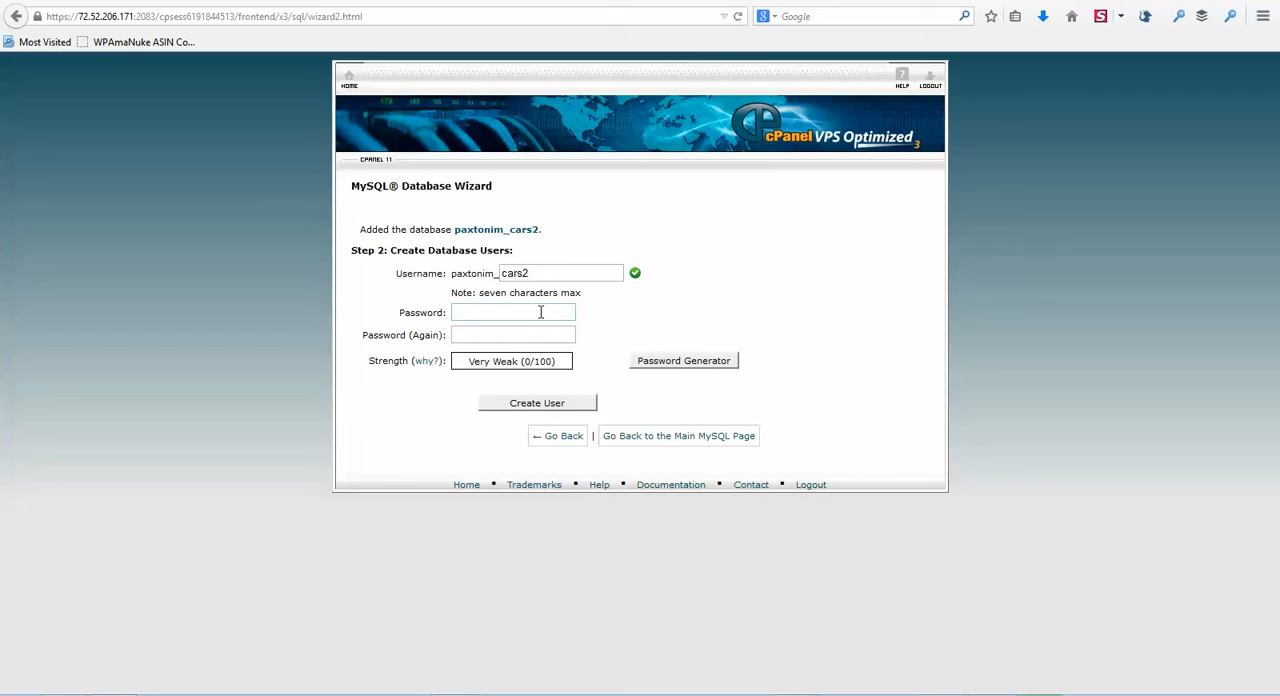 https://72.52.206.171:2083/cpsess6191844513/frontend/x3/sql/wizard2.html
Google
Most Visited
WPAmaNuke ASIN Co...
HOME
HELP
LOGOUT
cPanel VPS Optimized 3
CPANEL 11
MySQL® Database Wizard
Added the database paxtonim_cars2.
Step 2: Create Database Users:
Username: paxtonim_ cars2
Note: seven characters max
Password:
Password (Again):
Strength (why?): Very Weak (0/100) Password Generator
Create User
← Go Back | Go Back to the Main MySQL Page
Home ▪ Trademarks ▪ Help ▪ Documentation ▪ Contact ▪ Logout